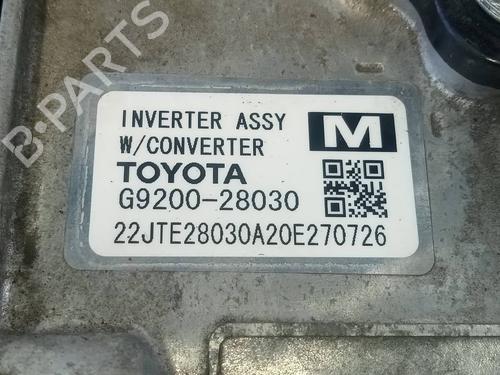 B-PARTS
INVERTER ASSY
W/CONVERTER
M
TOYOTA
G9200-28030
22JTE28030A20E270726